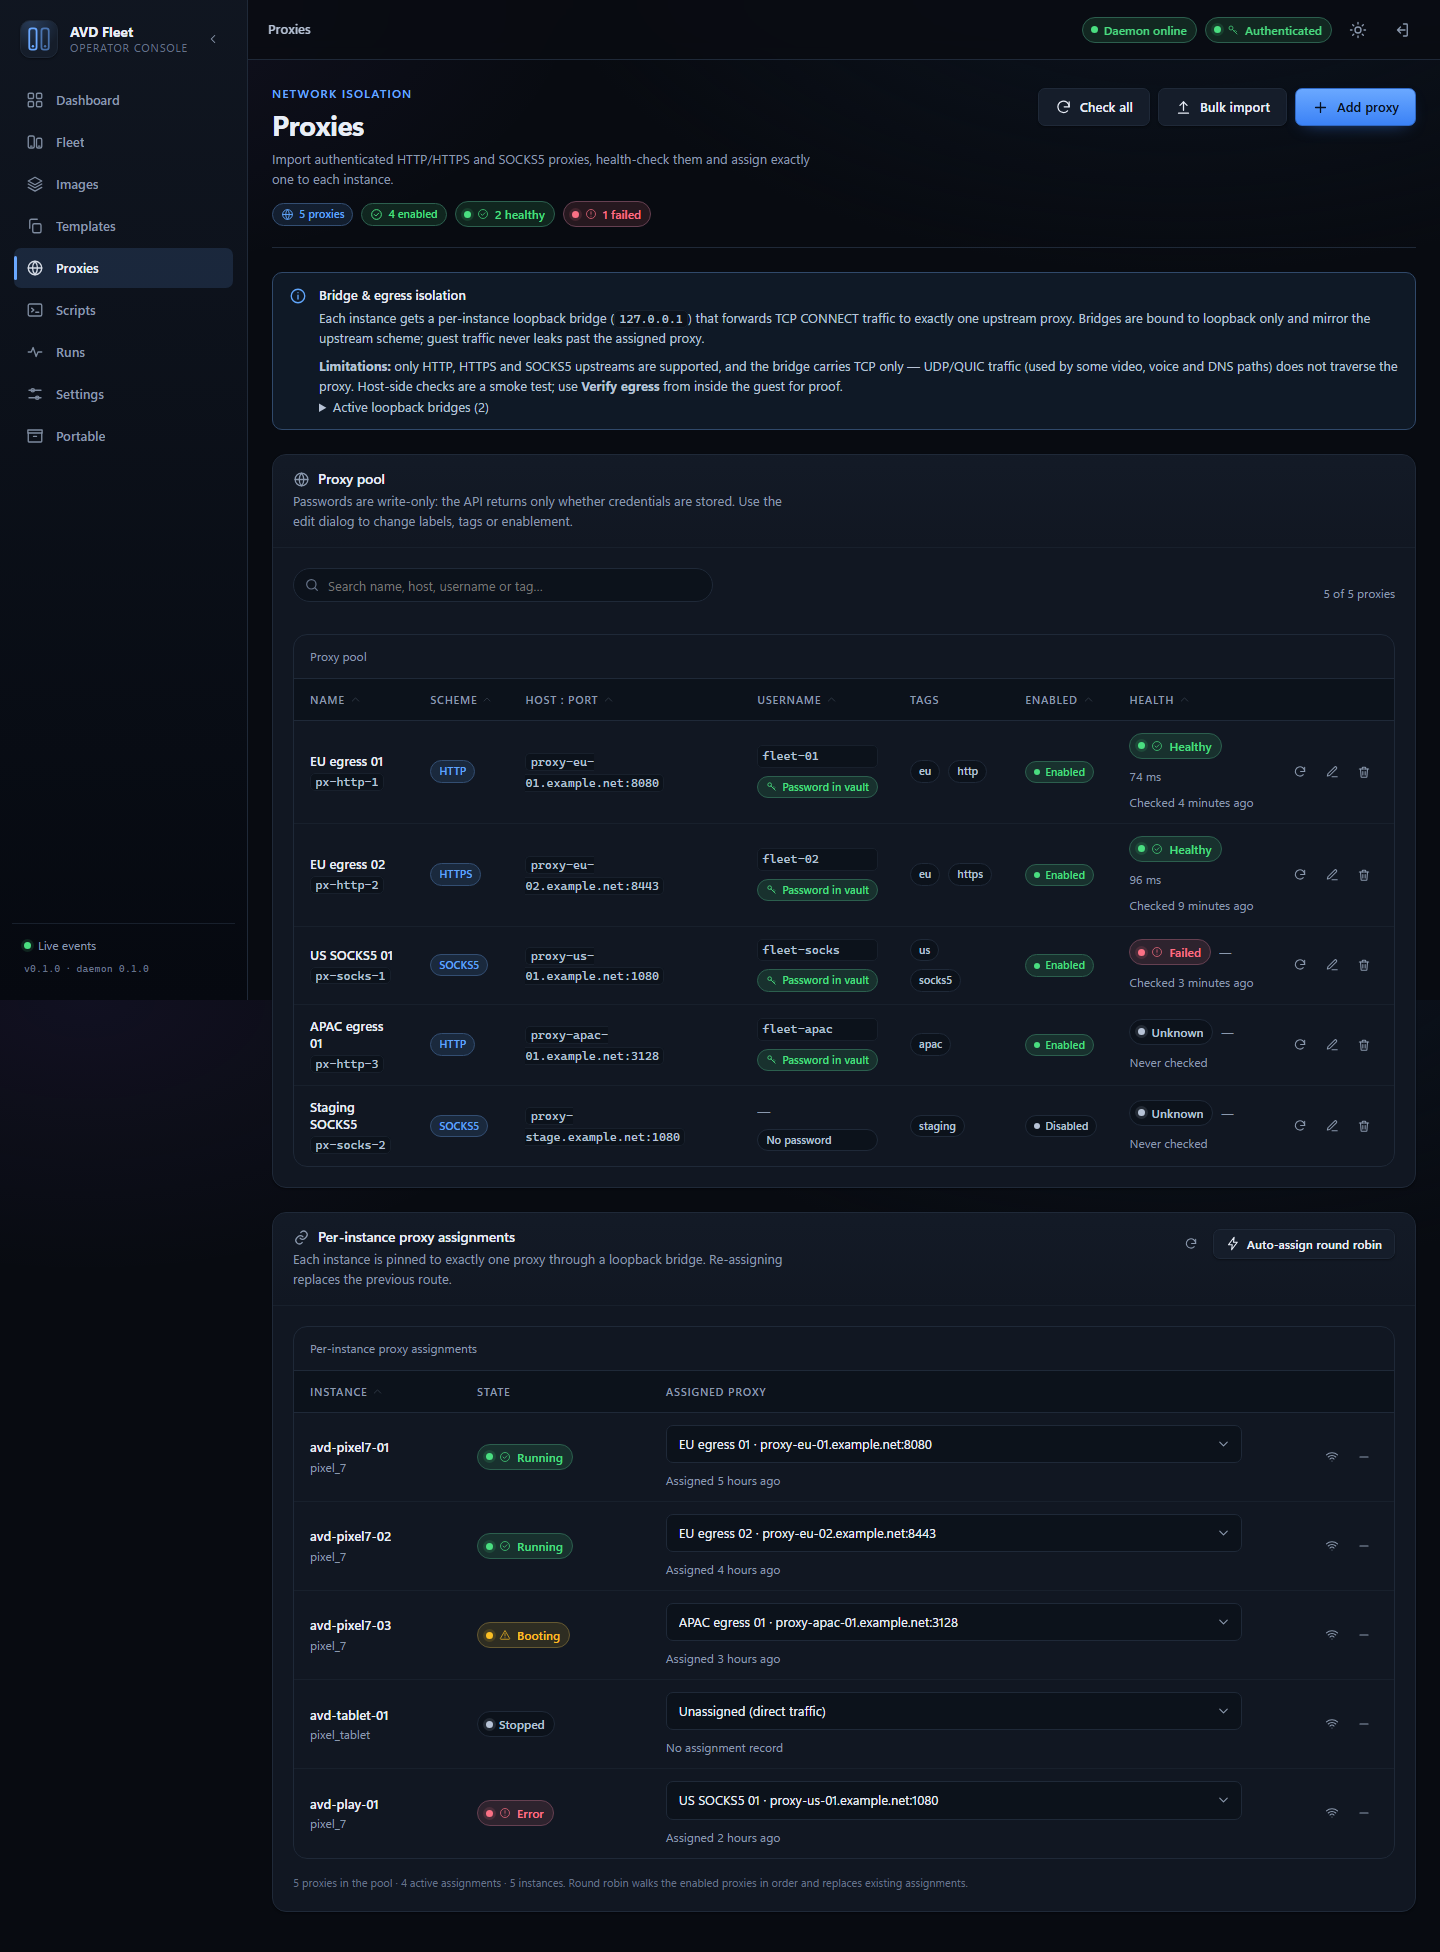 AVD Fleet
OPERATOR CONSOLE
Dashboard
Fleet
Images
Templates
Proxies
Scripts
Runs
Settings
Portable
Live events
v0.1.0 · daemon 0.1.0
Proxies
Daemon online
Authenticated
NETWORK ISOLATION
Proxies
Import authenticated HTTP/HTTPS and SOCKS5 proxies, health-check them and assign exactly
one to each instance.
Check all
Bulk import
Add proxy
5 proxies
4 enabled
2 healthy
1 failed
Bridge & egress isolation
Each instance gets a per-instance loopback bridge ( 127.0.0.1 ) that forwards TCP CONNECT traffic to exactly one upstream proxy. Bridges are bound to loopback only and mirror the
upstream scheme; guest traffic never leaks past the assigned proxy.
Limitations: only HTTP, HTTPS and SOCKS5 upstreams are supported, and the bridge carries TCP only — UDP/QUIC traffic (used by some video, voice and DNS paths) does not traverse the
proxy. Host-side checks are a smoke test; use Verify egress from inside the guest for proof.
Active loopback bridges (2)
Proxy pool
Passwords are write-only: the API returns only whether credentials are stored. Use the
edit dialog to change labels, tags or enablement.
Search name, host, username or tag...
5 of 5 proxies
Proxy pool
NAME SCHEME HOST : PORT USERNAME TAGS ENABLED HEALTH
EU egress 01
px-http-1
HTTP
proxy-eu-
01.example.net:8080
fleet-01
Password in vault
eu http
Enabled
Healthy
74 ms
Checked 4 minutes ago
EU egress 02
px-http-2
HTTPS
proxy-eu-
02.example.net:8443
fleet-02
Password in vault
eu https
Enabled
Healthy
96 ms
Checked 9 minutes ago
US SOCKS5 01
px-socks-1
SOCKS5
proxy-us-
01.example.net:1080
fleet-socks
Password in vault
us
socks5
Enabled
Failed —
Checked 3 minutes ago
APAC egress
01
px-http-3
HTTP
proxy-apac-
01.example.net:3128
fleet-apac
Password in vault
apac
Enabled
Unknown —
Never checked
Staging
SOCKS5
px-socks-2
SOCKS5
proxy-
stage.example.net:1080
—
No password
staging
Disabled
Unknown —
Never checked
Per-instance proxy assignments
Each instance is pinned to exactly one proxy through a loopback bridge. Re-assigning
replaces the previous route.
Auto-assign round robin
Per-instance proxy assignments
INSTANCE STATE ASSIGNED PROXY
avd-pixel7-01
pixel_7
Running
EU egress 01 · proxy-eu-01.example.net:8080
Assigned 5 hours ago
avd-pixel7-02
pixel_7
Running
EU egress 02 · proxy-eu-02.example.net:8443
Assigned 4 hours ago
avd-pixel7-03
pixel_7
Booting
APAC egress 01 · proxy-apac-01.example.net:3128
Assigned 3 hours ago
avd-tablet-01
pixel_tablet
Stopped
Unassigned (direct traffic)
No assignment record
avd-play-01
pixel_7
Error
US SOCKS5 01 · proxy-us-01.example.net:1080
Assigned 2 hours ago
5 proxies in the pool · 4 active assignments · 5 instances. Round robin walks the enabled proxies in order and replaces existing assignments.